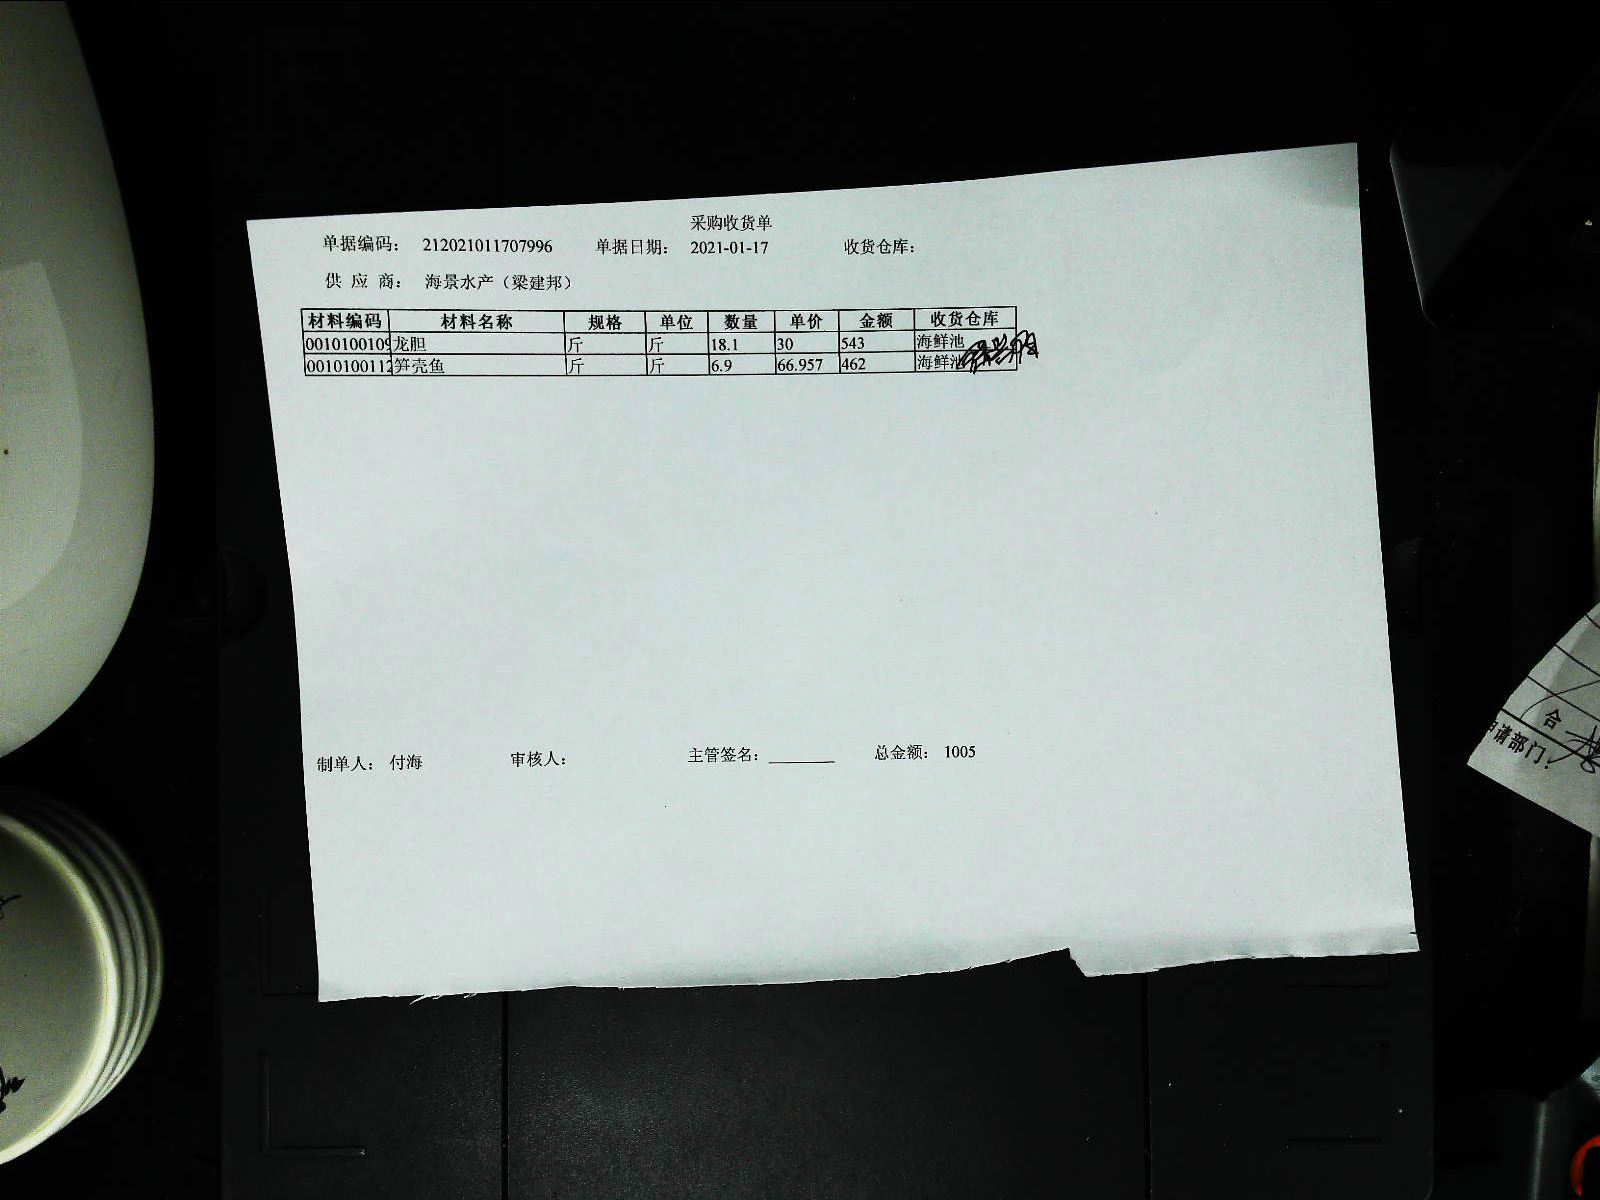 采购收货单
单据编码： 212021011707996 单据日期： 2021-01-17 收货仓库：
供 应 商： 海景水产（梁建邦）
材料编码 材料名称 规格 单位 数量 单价 金额 收货仓库
0010100109 龙胆 斤 斤 18.1 30 543 海鲜池
0010100112 笋壳鱼 斤 斤 6.9 66.957 462 海鲜池
制单人： 付海 审核人： 主管签名： 总金额： 1005
合
申请部门：